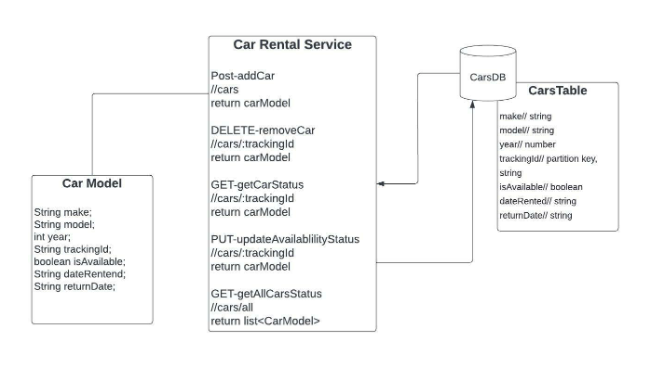 Car Rental Service
Post-addCar
//cars
return carModel
DELETE-removeCar
//cars/:trackingId
return carModel
GET-getCarStatus
//cars/:trackingId
return carModel
PUT-updateAvailablilityStatus
//cars/:trackingId
return carModel
GET-getAllCarsStatus
//cars/all
return list<CarModel>
Car Model
String make;
String model;
int year;
String trackingId;
boolean isAvailable;
String dateRentend;
String returnDate;
CarsDB
CarsTable
make// string
model// string
year// number
trackingId// partition key,
string
isAvailable// boolean
dateRented// string
returnDate// string